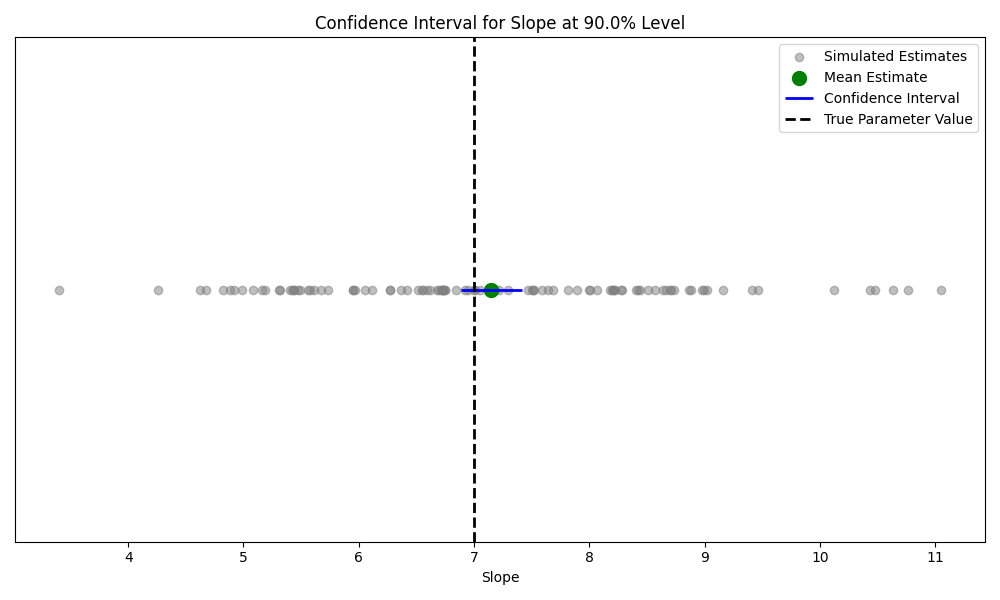 Confidence Interval for Slope at 90.0% Level
Simulated Estimates
Mean Estimate
Confidence Interval
True Parameter Value
4 5 6 7 8 9 10 11
Slope